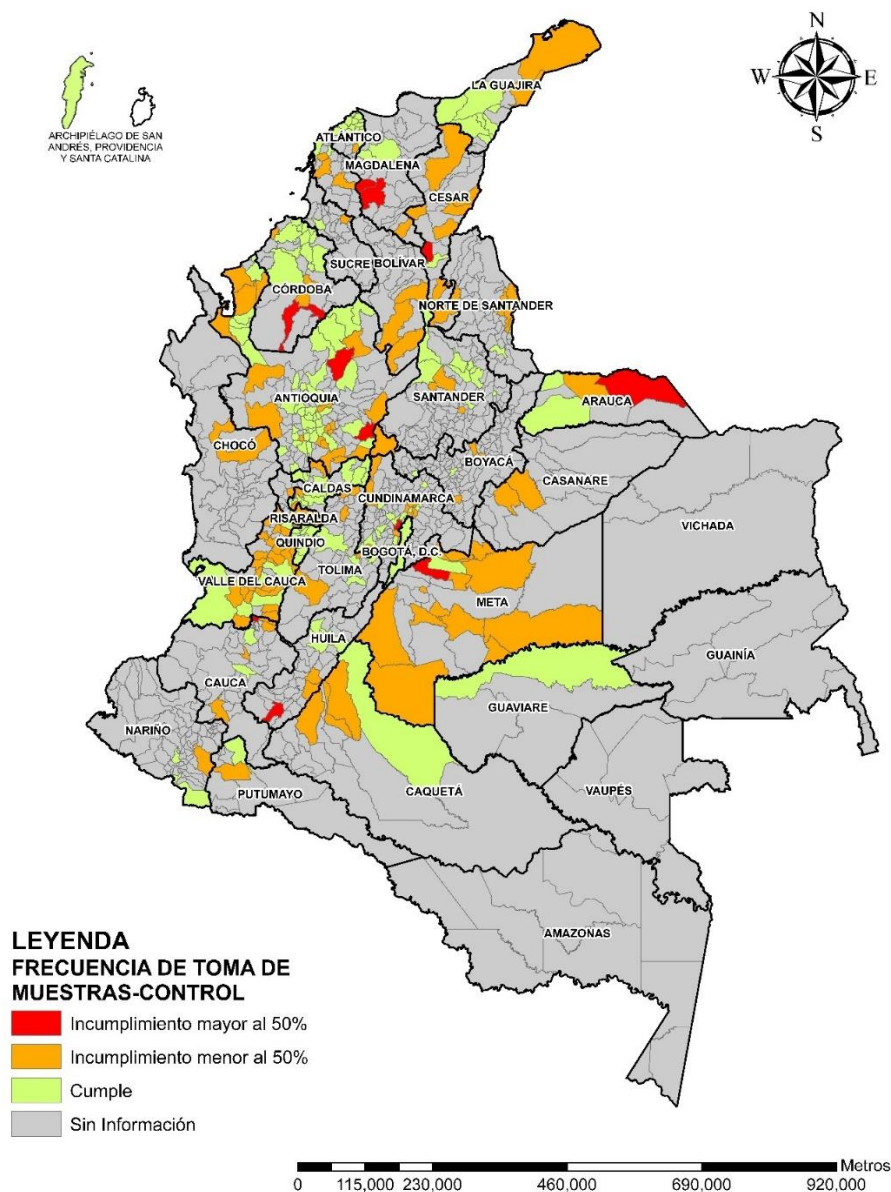 N
W E
S
LA GUAJIRA
ARCHIPIÉLAGO DE SAN
ANDRÉS, PROVIDENCIA
Y SANTA CATALINA
ATLÁNTICO
MAGDALENA
CESAR
SUCRE
BOLÍVAR
CÓRDOBA
NORTE DE SANTANDER
ANTIOQUIA
SANTANDER
ARAUCA
CHOCÓ
BOYACÁ
CASANARE
CALDAS
CUNDINAMARCA
VICHADA
RISARALDA
QUINDIO
BOGOTÁ, D.C.
TOLIMA
VALLE DEL CAUCA
META
HUILA
GUAINÍA
CAUCA
GUAVIARE
NARIÑO
PUTUMAYO
CAQUETÁ
VAUPÉS
AMAZONAS
LEYENDA
FRECUENCIA DE TOMA DE
MUESTRAS-CONTROL
Incumplimiento mayor al 50%
Incumplimiento menor al 50%
Cumple
Sin Información
Metros
0 115,000 230,000 460,000 690,000 920,000